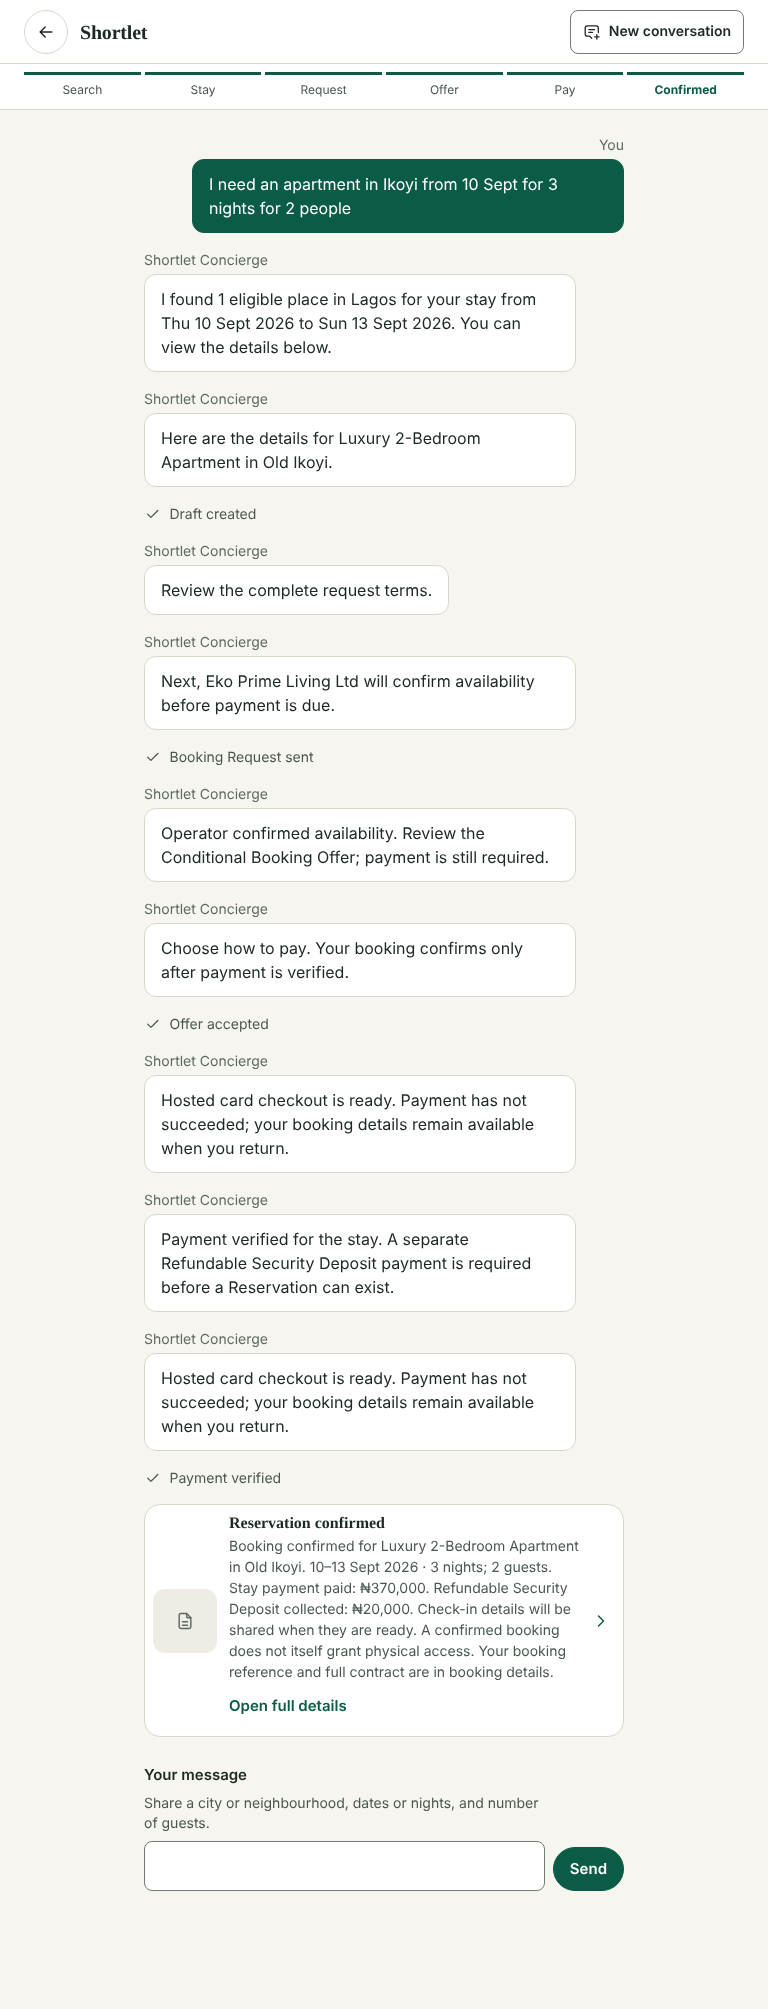 Shortlet
New conversation
Search
Stay
Request
Offer
Pay
Confirmed
You
I need an apartment in Ikoyi from 10 Sept for 3
nights for 2 people
Shortlet Concierge
I found 1 eligible place in Lagos for your stay from
Thu 10 Sept 2026 to Sun 13 Sept 2026. You can
view the details below.
Shortlet Concierge
Here are the details for Luxury 2-Bedroom
Apartment in Old Ikoyi.
Draft created
Shortlet Concierge
Review the complete request terms.
Shortlet Concierge
Next, Eko Prime Living Ltd will confirm availability
before payment is due.
Booking Request sent
Shortlet Concierge
Operator confirmed availability. Review the
Conditional Booking Offer; payment is still required.
Shortlet Concierge
Choose how to pay. Your booking confirms only
after payment is verified.
Offer accepted
Shortlet Concierge
Hosted card checkout is ready. Payment has not
succeeded; your booking details remain available
when you return.
Shortlet Concierge
Payment verified for the stay. A separate
Refundable Security Deposit payment is required
before a Reservation can exist.
Shortlet Concierge
Hosted card checkout is ready. Payment has not
succeeded; your booking details remain available
when you return.
Payment verified
Reservation confirmed
Booking confirmed for Luxury 2-Bedroom Apartment
in Old Ikoyi. 10–13 Sept 2026 · 3 nights; 2 guests.
Stay payment paid: ₦370,000. Refundable Security
Deposit collected: ₦20,000. Check-in details will be
shared when they are ready. A confirmed booking
does not itself grant physical access. Your booking
reference and full contract are in booking details.
Open full details
Your message
Share a city or neighbourhood, dates or nights, and number
of guests.
Send